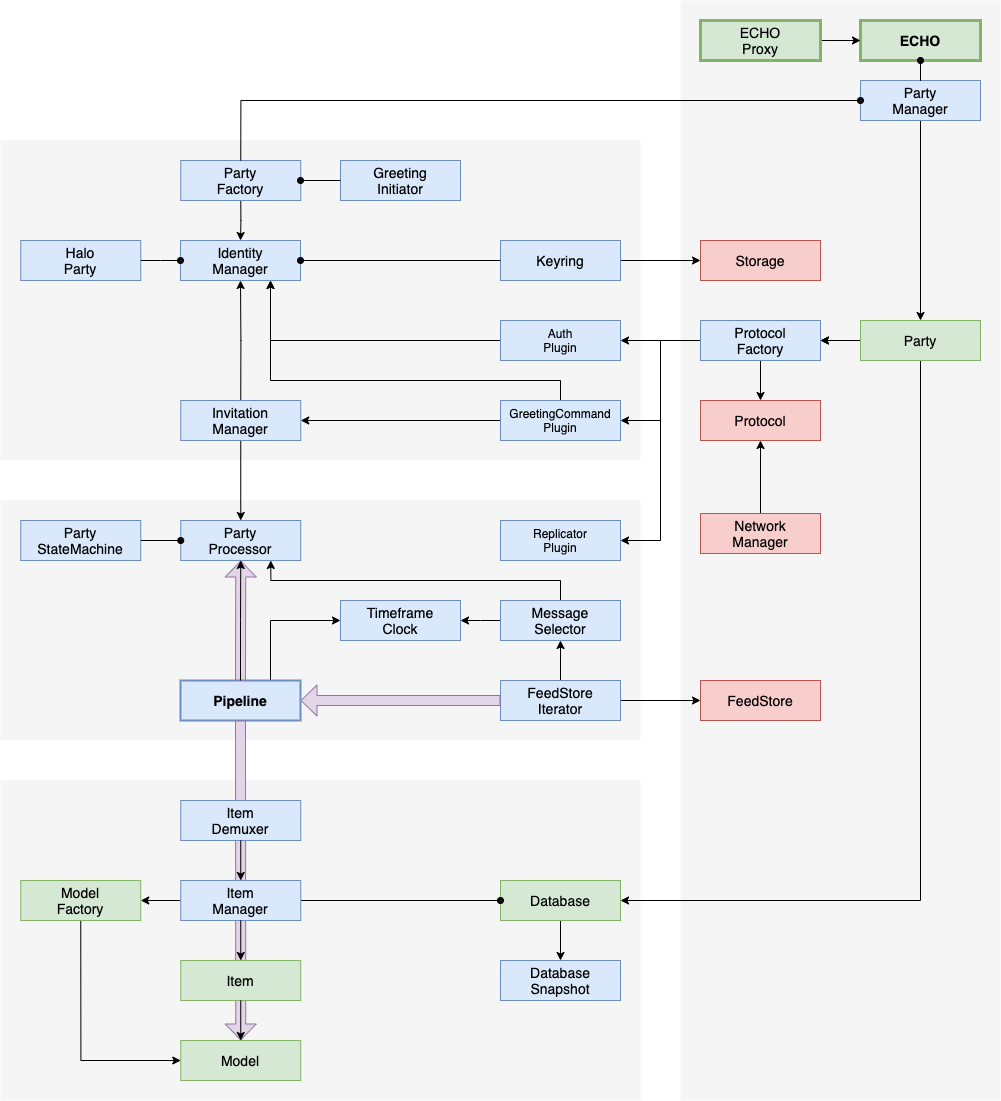 ECHO
Proxy
ECHO
Party
Manager
Party
Factory
Greeting
Initiator
Halo
Party
Identity
Manager
Keyring
Storage
Auth
Plugin
Protocol
Factory
Party
Invitation
Manager
GreetingCommand
Plugin
Protocol
Party
StateMachine
Party
Processor
Replicator
Plugin
Network
Manager
Timeframe
Clock
Message
Selector
Pipeline
FeedStore
Iterator
FeedStore
Item
Demuxer
Model
Factory
Item
Manager
Database
Item
Database
Snapshot
Model